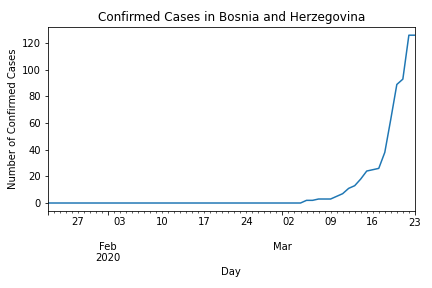 Confirmed Cases in Bosnia and Herzegovina
Number of Confirmed Cases
120
100
80
60
40
20
0
27 03 10 17 24 02 09 16 23
Feb Mar
2020
Day